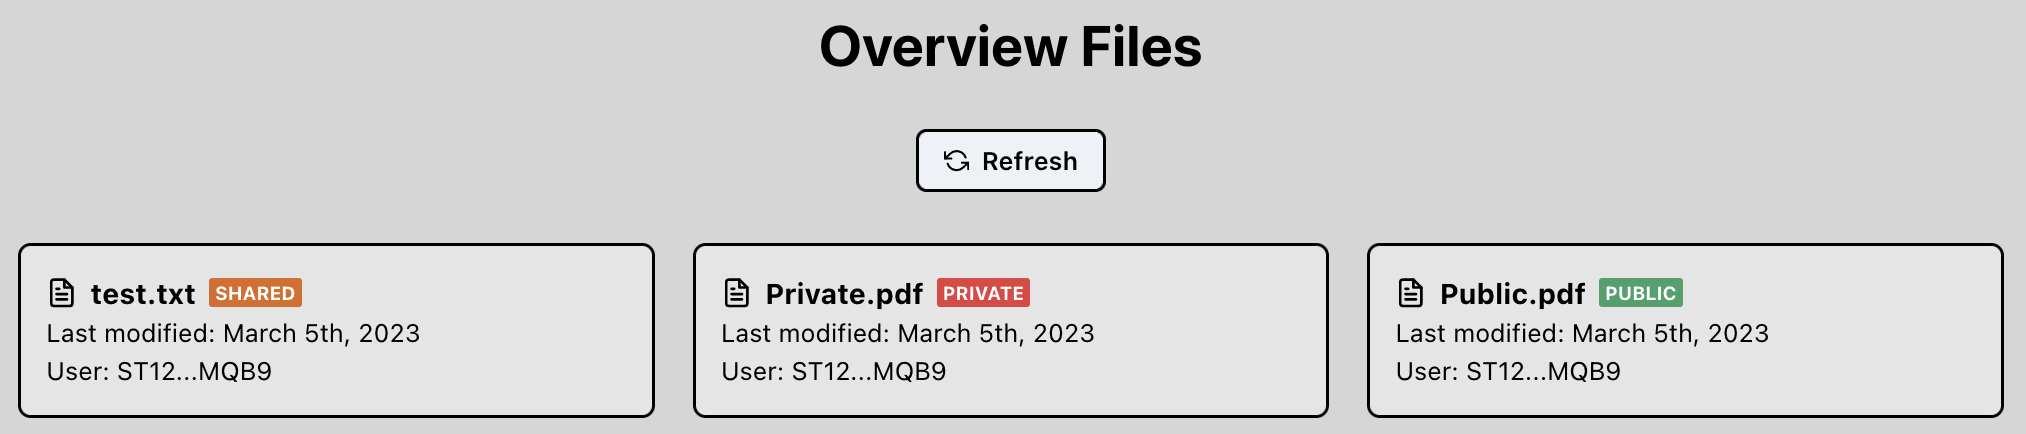 Overview Files
Refresh
test.txt SHARED
Last modified: March 5th, 2023
User: ST12...MQB9
Private.pdf PRIVATE
Last modified: March 5th, 2023
User: ST12...MQB9
Public.pdf PUBLIC
Last modified: March 5th, 2023
User: ST12...MQB9